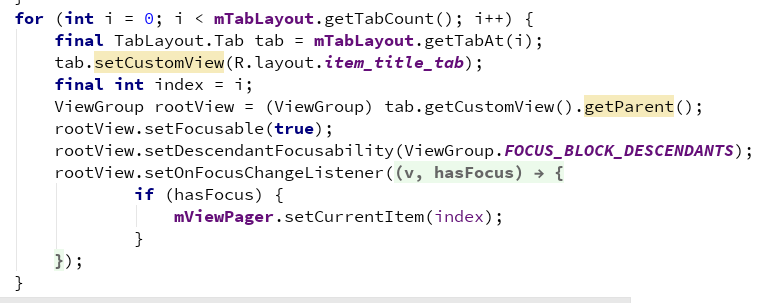 }
for (int i = 0; i < mTabLayout.getTabCount(); i++) {
    final TabLayout.Tab tab = mTabLayout.getTabAt(i);
    tab.setCustomView(R.layout.item_title_tab);
    final int index = i;
    ViewGroup rootView = (ViewGroup) tab.getCustomView().getParent();
    rootView.setFocusable(true);
    rootView.setDescendantFocusability(ViewGroup.FOCUS_BLOCK_DESCENDANTS);
    rootView.setOnFocusChangeListener((v, hasFocus) → {
            if (hasFocus) {
                mViewPager.setCurrentItem(index);
            }
    });
}